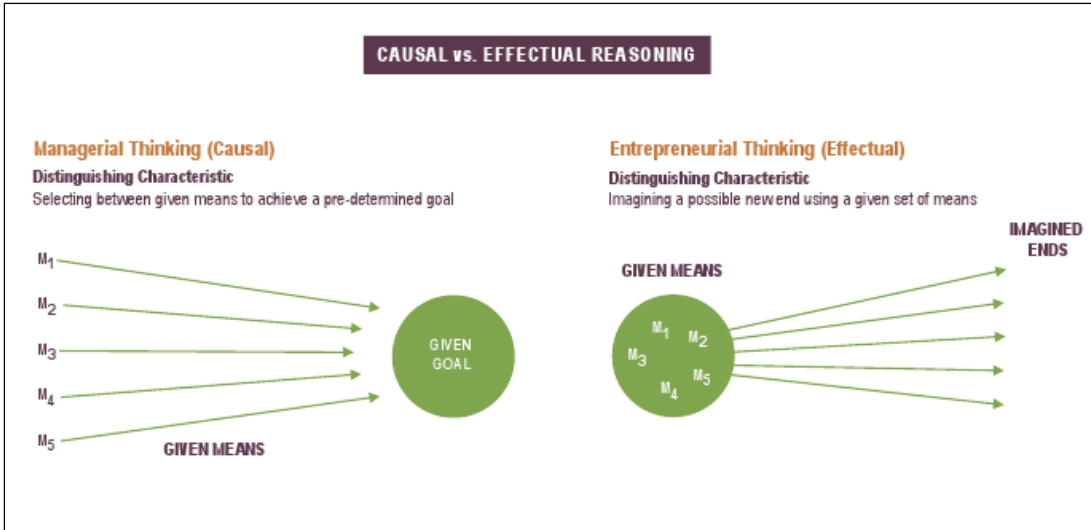 CAUSAL vs. EFFECTUAL REASONING
Managerial Thinking (Causal)
Distinguishing Characteristic
Selecting between given means to achieve a pre-determined goal
M1
M2
M3
M4
M5
GIVEN MEANS
GIVEN
GOAL
Entrepreneurial Thinking (Effectual)
Distinguishing Characteristic
Imagining a possible new end using a given set of means
GIVEN MEANS
M1
M2
M3
M5
M4
IMAGINED
ENDS